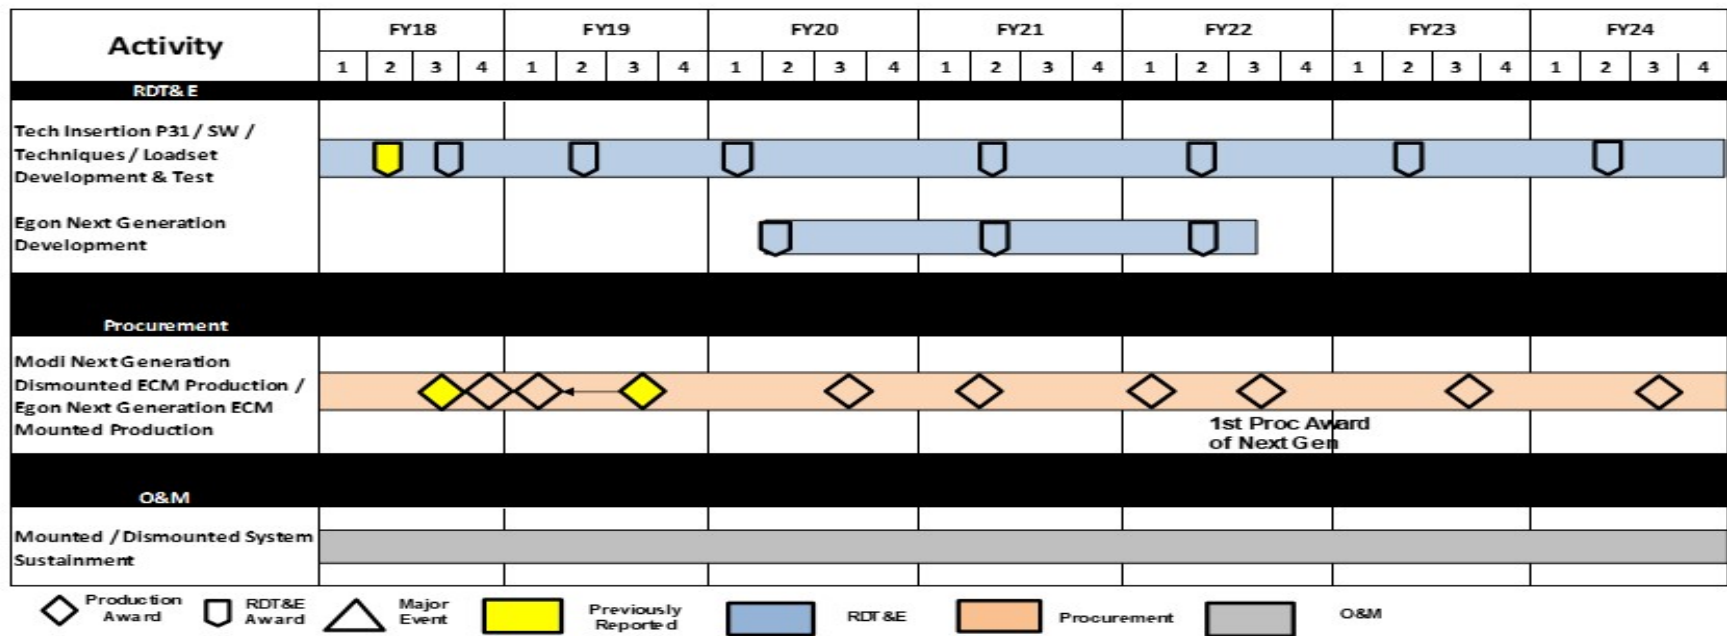 Activity
FY18 FY19 FY20 FY21 FY22 FY23 FY24
1 2 3 4 1 2 3 4 1 2 3 4 1 2 3 4 1 2 3 4 1 2 3 4 1 2 3 4
RDT&E
Tech Insertion P31 / SW /
Techniques / Loadset
Development & Test
Egon Next Generation
Development
Procurement
Modi Next Generation
Dismounted ECM Production /
Egon Next Generation ECM
Mounted Production
1st Proc Award
of Next Gen
O&M
Mounted / Dismounted System
Sustainment
Production
Award
RDT&E
Award
Major
Event
Previously
Reported
RDT&E
Procurement
O&M